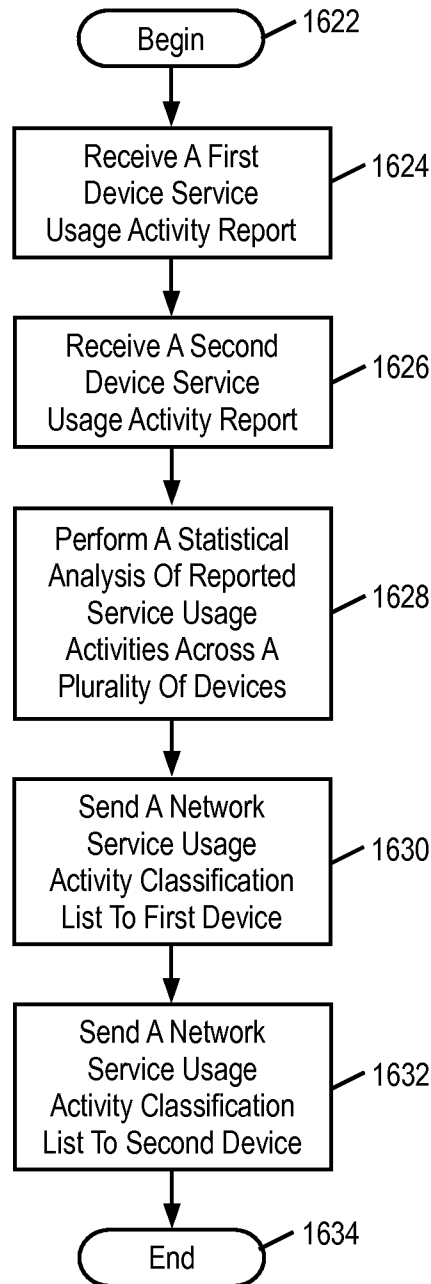 Begin
1622
Receive A First
Device Service
Usage Activity Report
1624
Receive A Second
Device Service
Usage Activity Report
1626
Perform A Statistical
Analysis Of Reported
Service Usage
Activities Across A
Plurality Of Devices
1628
Send A Network
Service Usage
Activity Classification
List To First Device
1630
Send A Network
Service Usage
Activity Classification
List To Second Device
1632
End
1634